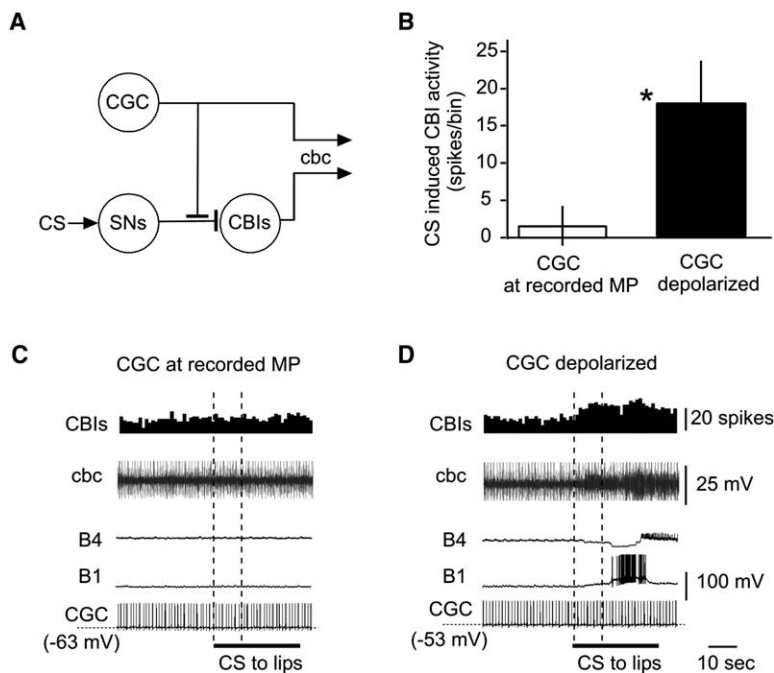 A
CGC
cbc
CS
SNs
CBIs
B
CS induced CBI activity
(spikes/bin)
25
20
15
10
5
0
*
CGC
at recorded MP
CGC
depolarized
C
CGC at recorded MP
CBIs
cbc
B4
B1
CGC
(-63 mV)
CS to lips
D
CGC depolarized
CBIs
20 spikes
cbc
25 mV
B4
B1
100 mV
CGC
(-53 mV)
CS to lips
10 sec